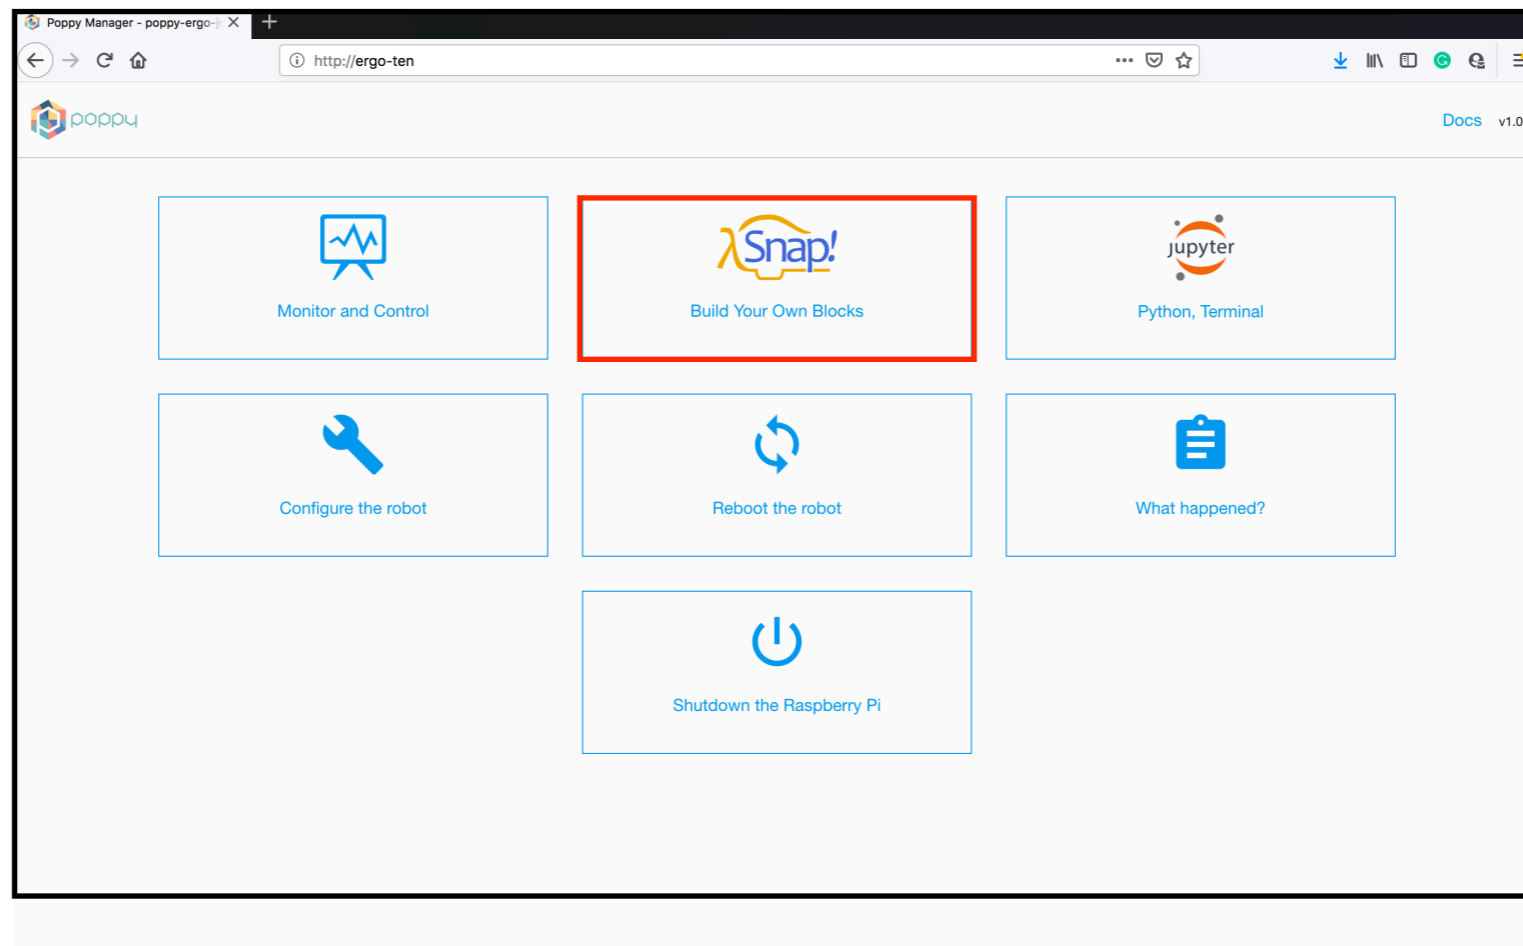 Poppy Manager - poppy-ergo-j
http://ergo-ten
poppy
Docs v1.0
λSnap!
Build Your Own Blocks
Monitor and Control
jupyter
Python, Terminal
Configure the robot
Reboot the robot
What happened?
Shutdown the Raspberry Pi